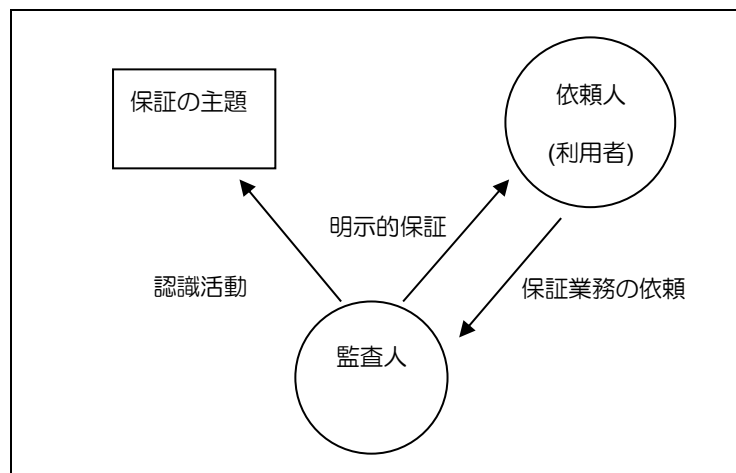 保証の主題
依頼人
(利用者)
明示的保証
認識活動
保証業務の依頼
監査人